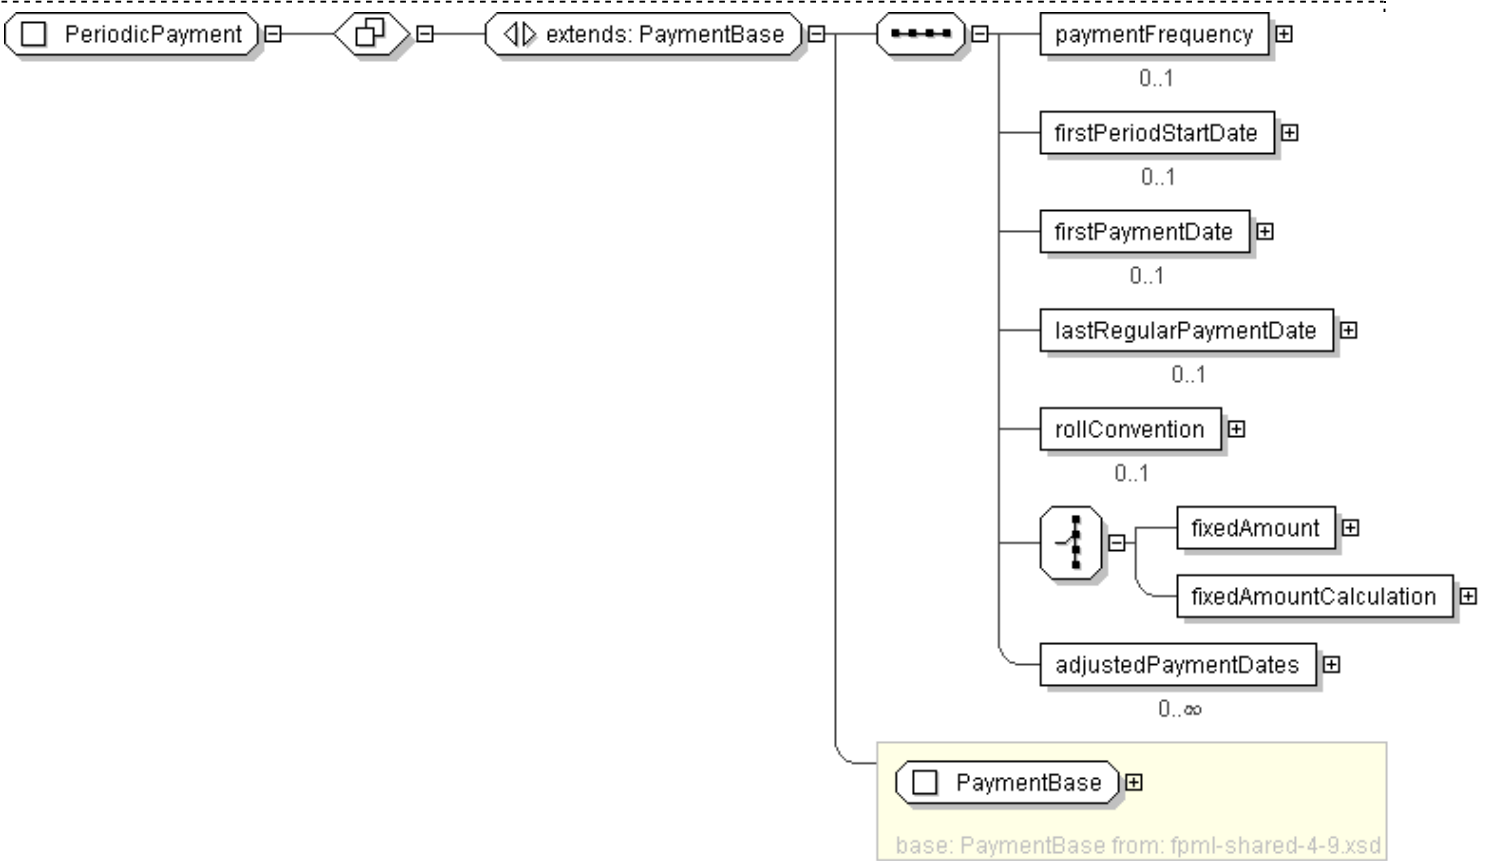 PeriodicPayment
extends: PaymentBase
paymentFrequency
0..1
firstPeriodStartDate
0..1
firstPaymentDate
0..1
lastRegularPaymentDate
0..1
rollConvention
0..1
fixedAmount
fixedAmountCalculation
adjustedPaymentDates
0..∞
PaymentBase
base: PaymentBase from: fpml-shared-4-9.xsd